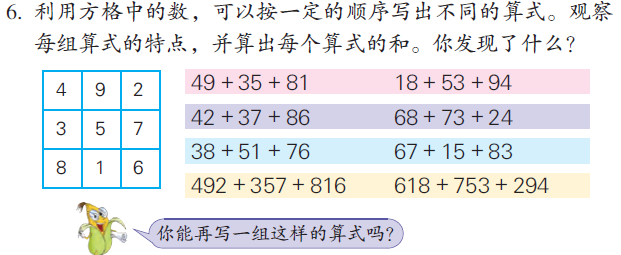 6. 利用方格中的数，可以按一定的顺序写出不同的算式。观察
每组算式的特点，并算出每个算式的和。你发现了什么？
4 9 2
3 5 7
8 1 6
49 + 35 + 81 18 + 53 + 94
42 + 37 + 86 68 + 73 + 24
38 + 51 + 76 67 + 15 + 83
492 + 357 + 816 618 + 753 + 294
你能再写一组这样的算式吗？